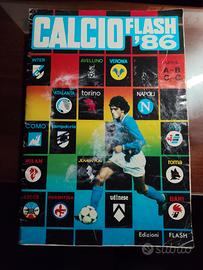 CALCIO
FLASH
'86
INTER
AVELLINO
VERONA
A-B
C-C
ATALANTA
torino
NAPOLI
COMO
Sampdoria
MILAN
JUVENTUS
roma
LECCE
FIORENTINA
udinese
BARI
Edizioni FLASH
Subito